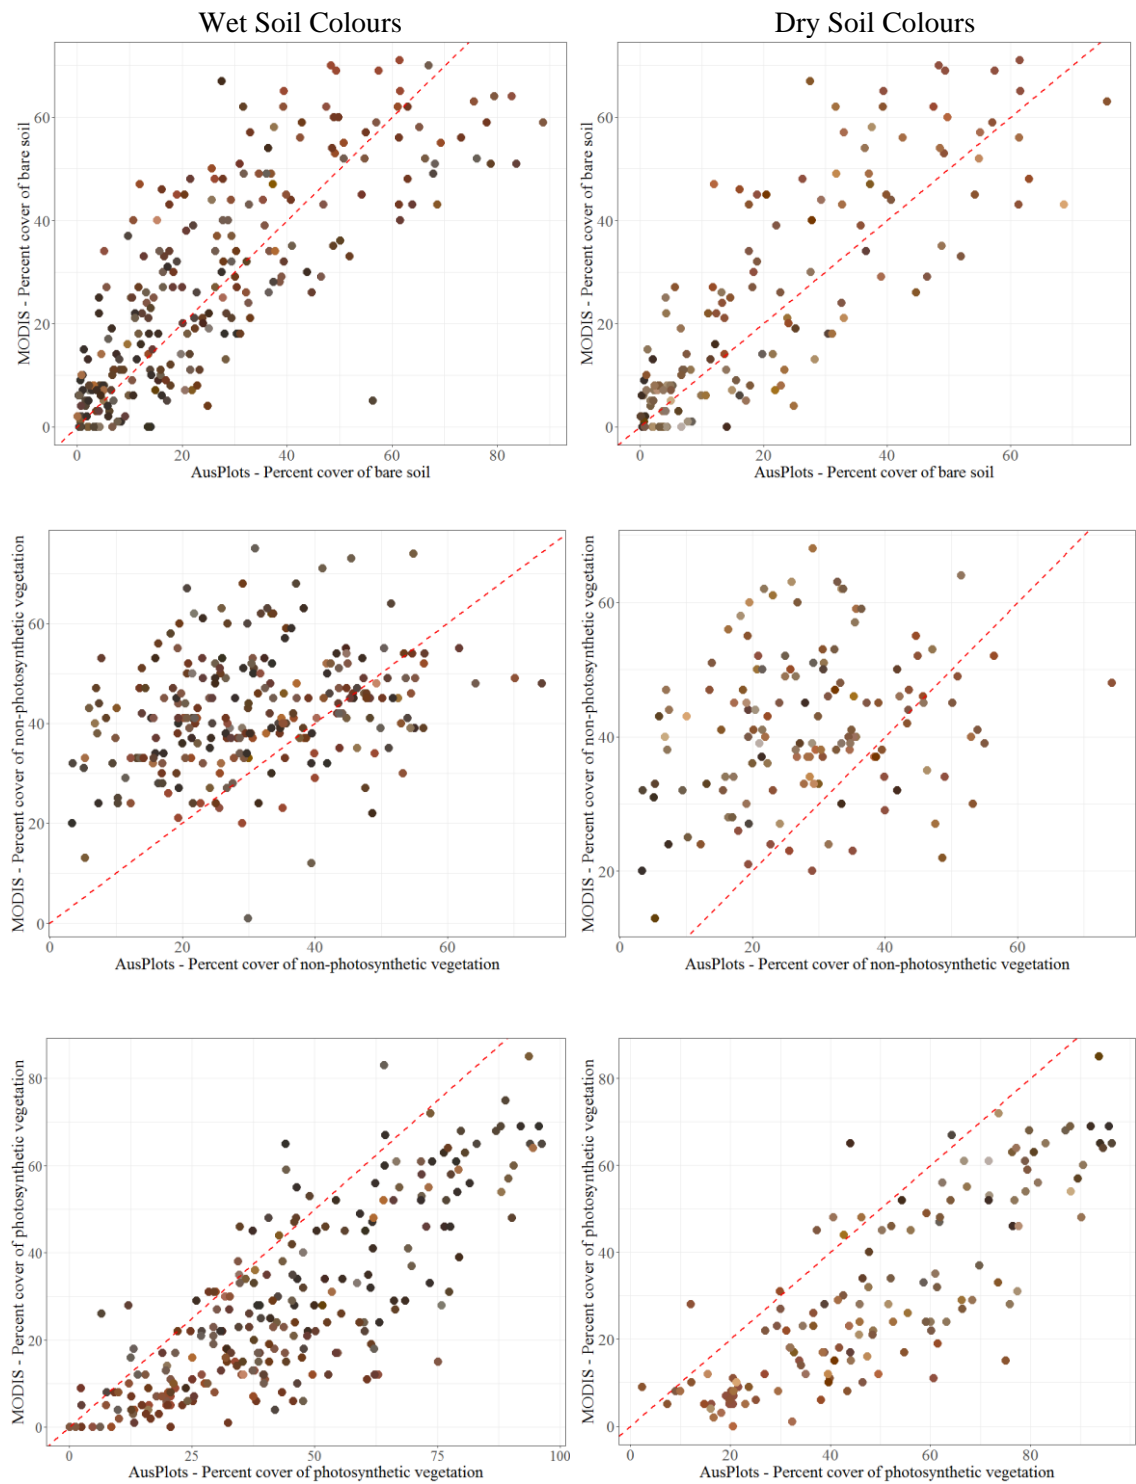 Wet Soil Colours
Dry Soil Colours
MODIS - Percent cover of bare soil
60
40
20
0
0 20 40 60 80
AusPlots - Percent cover of bare soil
MODIS - Percent cover of bare soil
60
40
20
0
0 20 40 60
AusPlots - Percent cover of bare soil
MODIS - Percent cover of non-photosynthetic vegetation
60
40
20
0
0 20 40 60
AusPlots - Percent cover of non-photosynthetic vegetation
MODIS - Percent cover of non-photosynthetic vegetation
60
40
20
0 20 40 60
AusPlots - Percent cover of non-photosynthetic vegetation
MODIS - Percent cover of photosynthetic vegetation
80
60
40
20
0
0 25 50 75 100
AusPlots - Percent cover of photosynthetic vegetation
MODIS - Percent cover of photosynthetic vegetation
80
60
40
20
0
0 20 40 60 80
AusPlots - Percent cover of photosynthetic vegetation